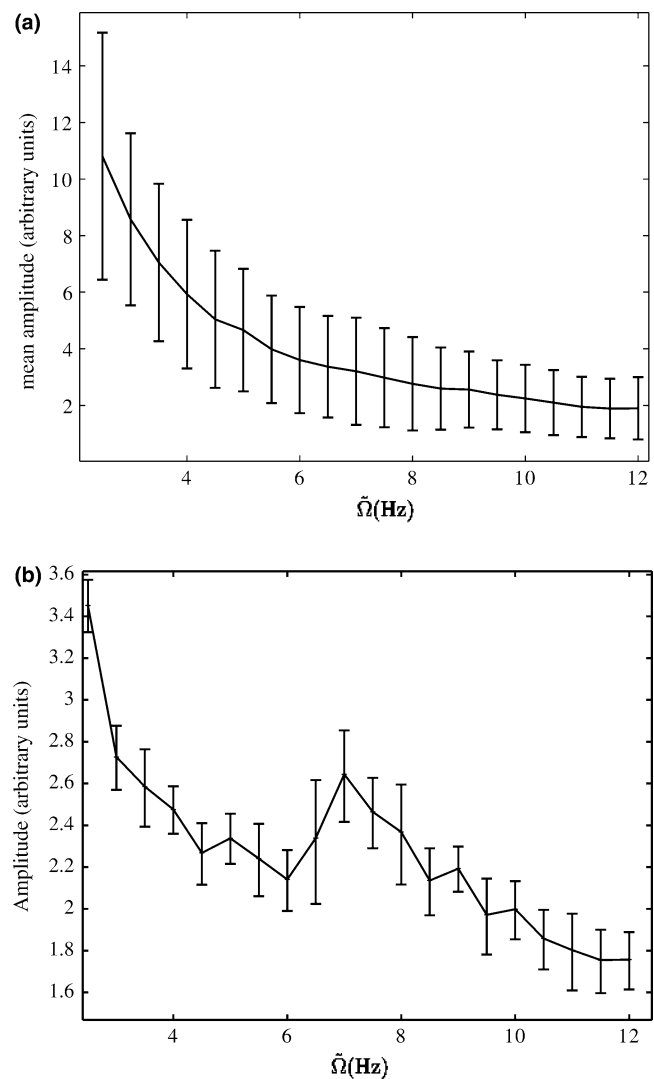 (a)
mean amplitude (arbitrary units)
14
12
10
8
6
4
2
4 6 8 10 12
Ω̃(Hz)
(b)
Amplitude (arbitrary units)
3.6
3.4
3.2
3
2.8
2.6
2.4
2.2
2
1.8
1.6
4 6 8 10 12
Ω̃(Hz)